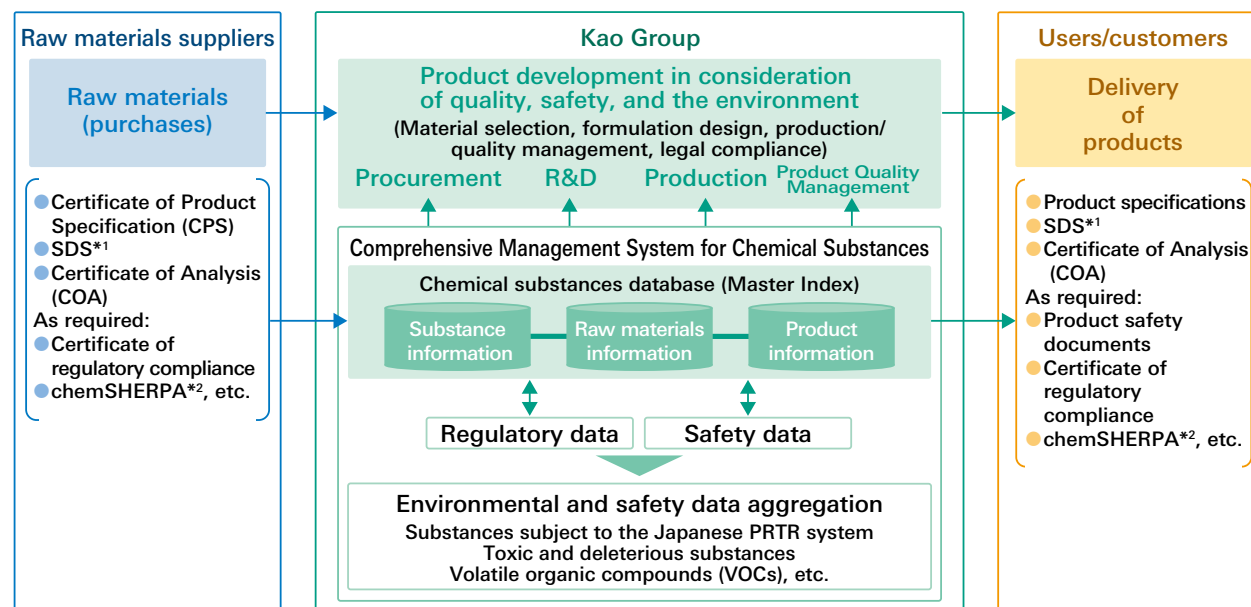 Raw materials suppliers
Raw materials
(purchases)
●Certificate of Product
Specification (CPS)
●SDS*1
●Certificate of Analysis
(COA)
As required:
●Certificate of
regulatory compliance
●chemSHERPA*2, etc.
Kao Group
Product development in consideration
of quality, safety, and the environment
(Material selection, formulation design, production/
quality management, legal compliance)
Procurement
R&D
Production
Product Quality
Management
Comprehensive Management System for Chemical Substances
Chemical substances database (Master Index)
Substance
information
Raw materials
information
Product
information
Regulatory data
Safety data
Environmental and safety data aggregation
Substances subject to the Japanese PRTR system
Toxic and deleterious substances
Volatile organic compounds (VOCs), etc.
Users/customers
Delivery
of
products
●Product specifications
●SDS*1
●Certificate of Analysis
(COA)
As required:
●Product safety
documents
●Certificate of
regulatory
compliance
●chemSHERPA*2, etc.